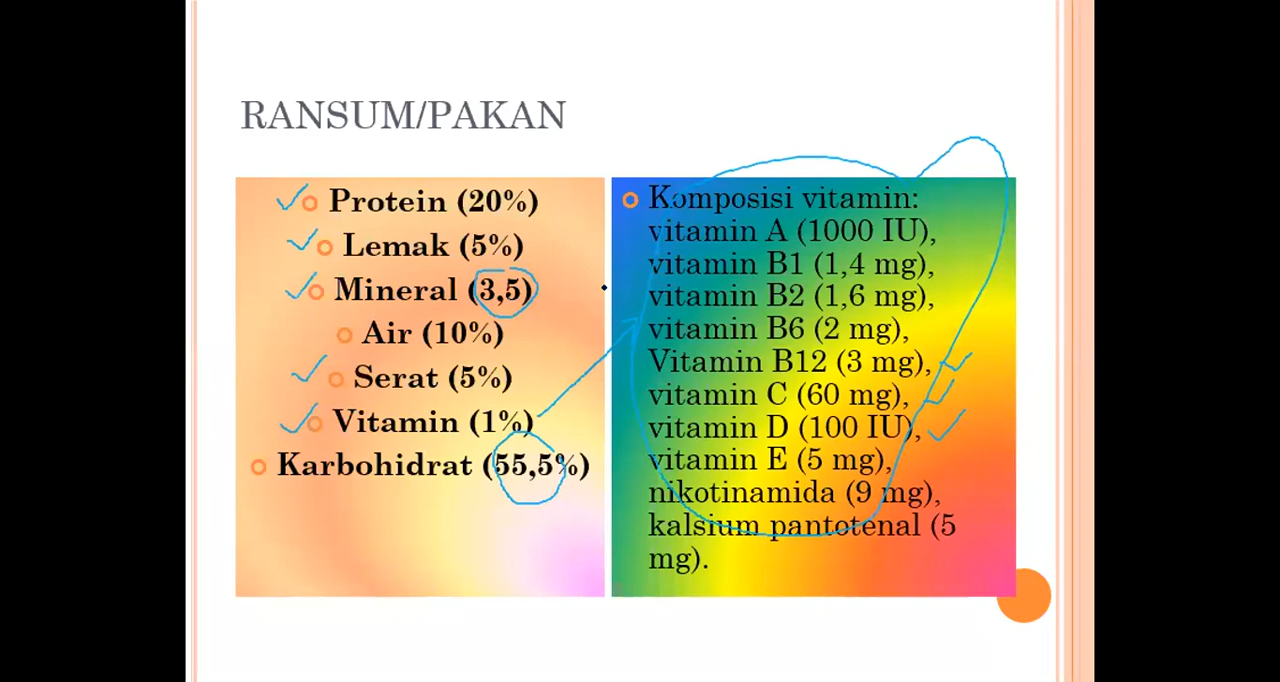 RANSUM/PAKAN
Protein (20%)
Lemak (5%)
Mineral (3,5)
Air (10%)
Serat (5%)
Vitamin (1%)
Karbohidrat (55,5%)
Komposisi vitamin:
vitamin A (1000 IU),
vitamin B1 (1,4 mg),
vitamin B2 (1,6 mg),
vitamin B6 (2 mg),
Vitamin B12 (3 mg),
vitamin C (60 mg),
vitamin D (100 IU),
vitamin E (5 mg),
nikotinamida (9 mg),
kalsium pantotenal (5
mg).